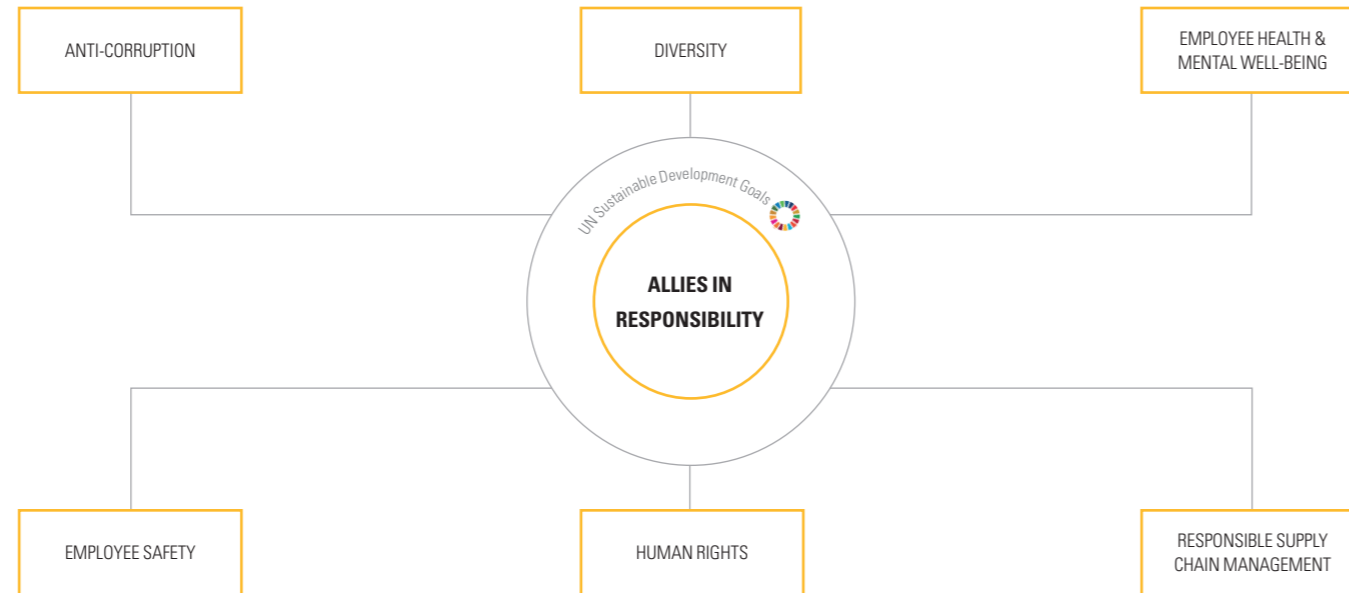 ANTI-CORRUPTION
DIVERSITY
EMPLOYEE HEALTH &
MENTAL WELL-BEING
UN Sustainable Development Goals
ALLIES IN
RESPONSIBILITY
EMPLOYEE SAFETY
HUMAN RIGHTS
RESPONSIBLE SUPPLY
CHAIN MANAGEMENT